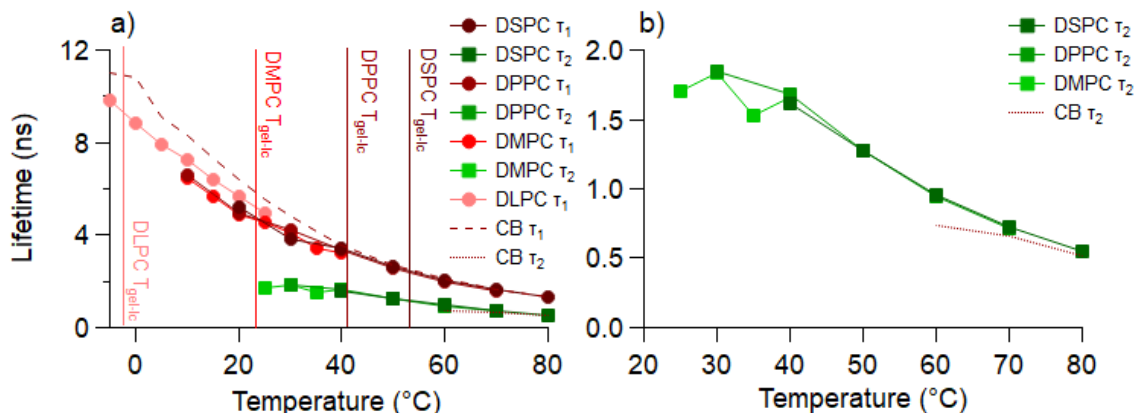 a)
12
8
4
0
Lifetime (ns)
0 20 40 60 80
Temperature (°C)
DLPC T gel-lc
DMPC T gel-lc
DPPC T gel-lc
DSPC T gel-lc
DSPC τ1
DSPC τ2
DPPC τ1
DPPC τ2
DMPC τ1
DMPC τ2
DLPC τ1
CB τ1
CB τ2
b)
2.0
1.5
1.0
0.5
0.0
20 30 40 50 60 70 80
Temperature (°C)
DSPC τ2
DPPC τ2
DMPC τ2
CB τ2